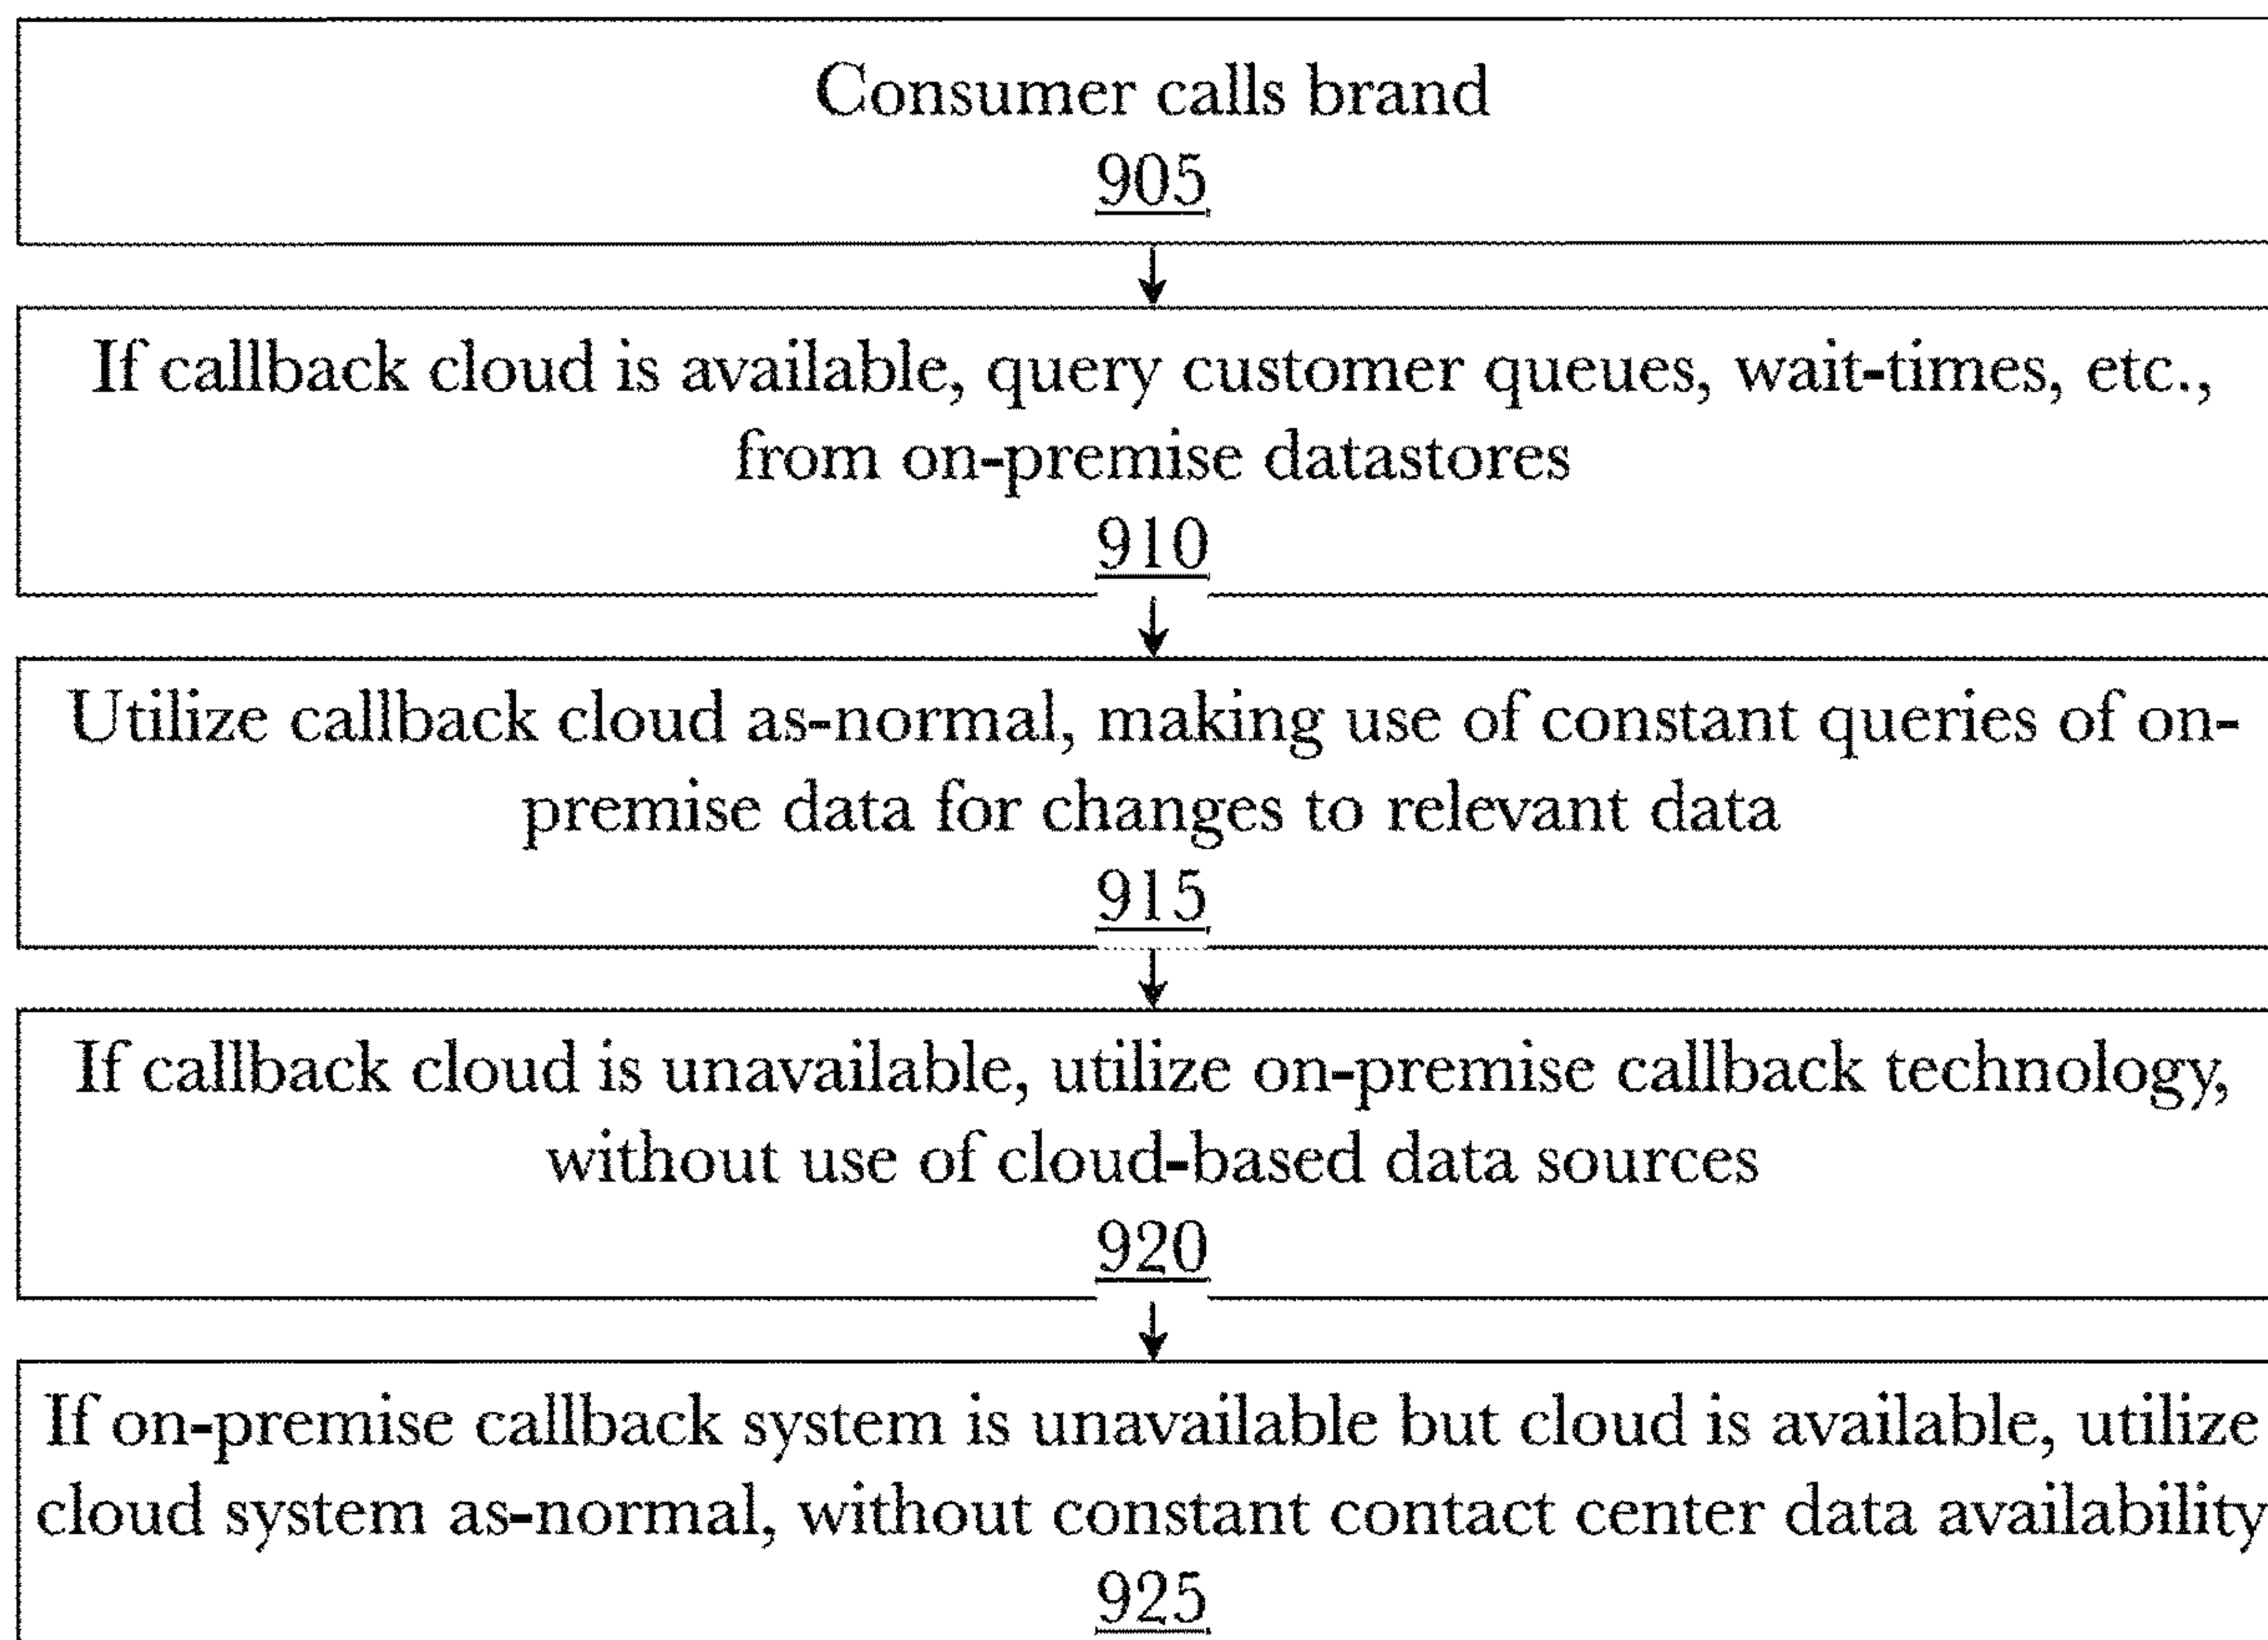 Consumer calls brand
905
If callback cloud is available, query customer queues, wait-times, etc.,
from on-premise datastores
910
Utilize callback cloud as-normal, making use of constant queries of on-
premise data for changes to relevant data
915
If callback cloud is unavailable, utilize on-premise callback technology,
without use of cloud-based data sources
920
If on-premise callback system is unavailable but cloud is available, utilize
cloud system as-normal, without constant contact center data availability
925